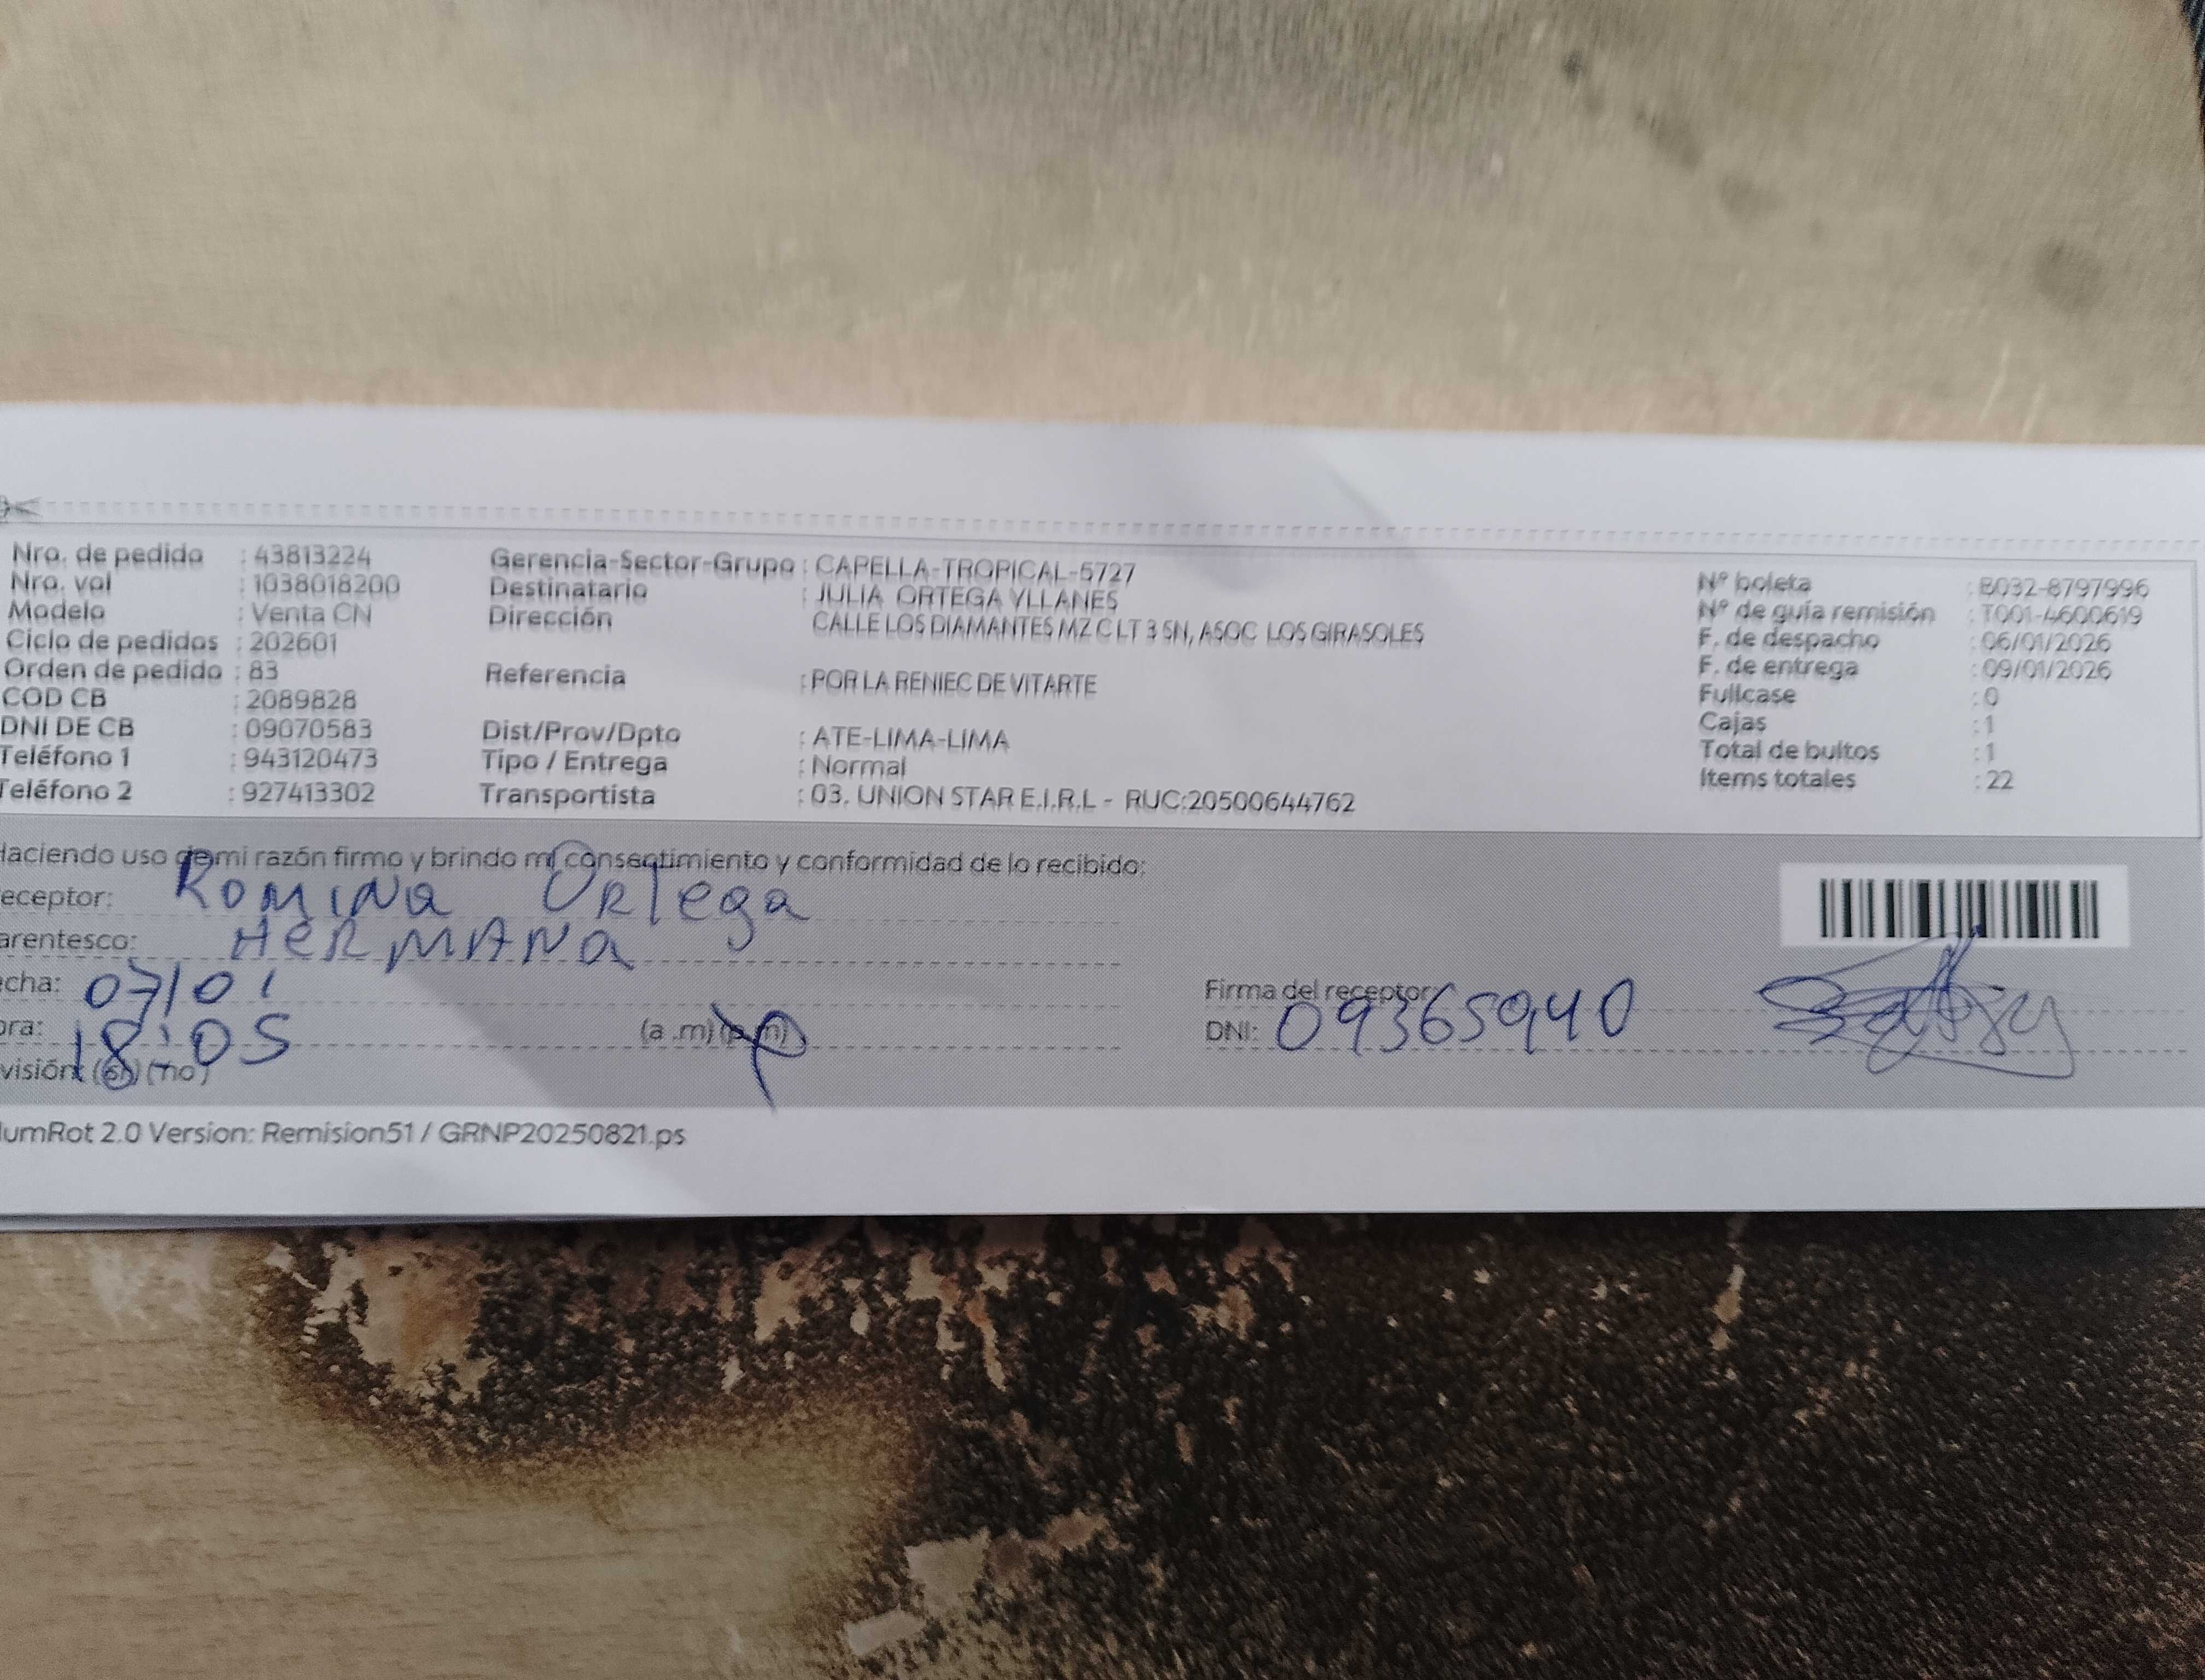 Nro. de pedido : 43813224
Nro. val : 1038018200
Modelo : Venta CN
Ciclo de pedidos : 202601
Orden de pedido : 83
COD CB : 2089828
DNI DE CB : 09070583
Teléfono 1 : 943120473
Teléfono 2 : 927413302
Gerencia-Sector-Grupo : CAPELLA-TROPICAL-5727
Destinatario : JULIA ORTEGA YLLANES
Dirección CALLE LOS DIAMANTES MZ C LT 3 SN, ASOC LOS GIRASOLES
Referencia : POR LA RENIEC DE VITARTE
Dist/Prov/Dpto : ATE-LIMA-LIMA
Tipo / Entrega : Normal
Transportista : 03. UNION STAR E.I.R.L - RUC:20500644762
Nº boleta : B032-8797996
Nº de guía remisión : T001-4600619
F. de despacho : 06/01/2026
F. de entrega : 09/01/2026
Fullcase : 0
Cajas : 1
Total de bultos : 1
Items totales : 22
Haciendo uso de mi razón firmo y brindo mi consentimiento y conformidad de lo recibido:
eceptor: ROMINa ORTega
arentesco: HeRMANa
echa: 07/01
ora: 18:05 (a .m) (p.m)
visión: (si) (no)
Firma del receptor:
DNI: 09365940
umRot 2.0 Version: Remision51 / GRNP20250821.ps